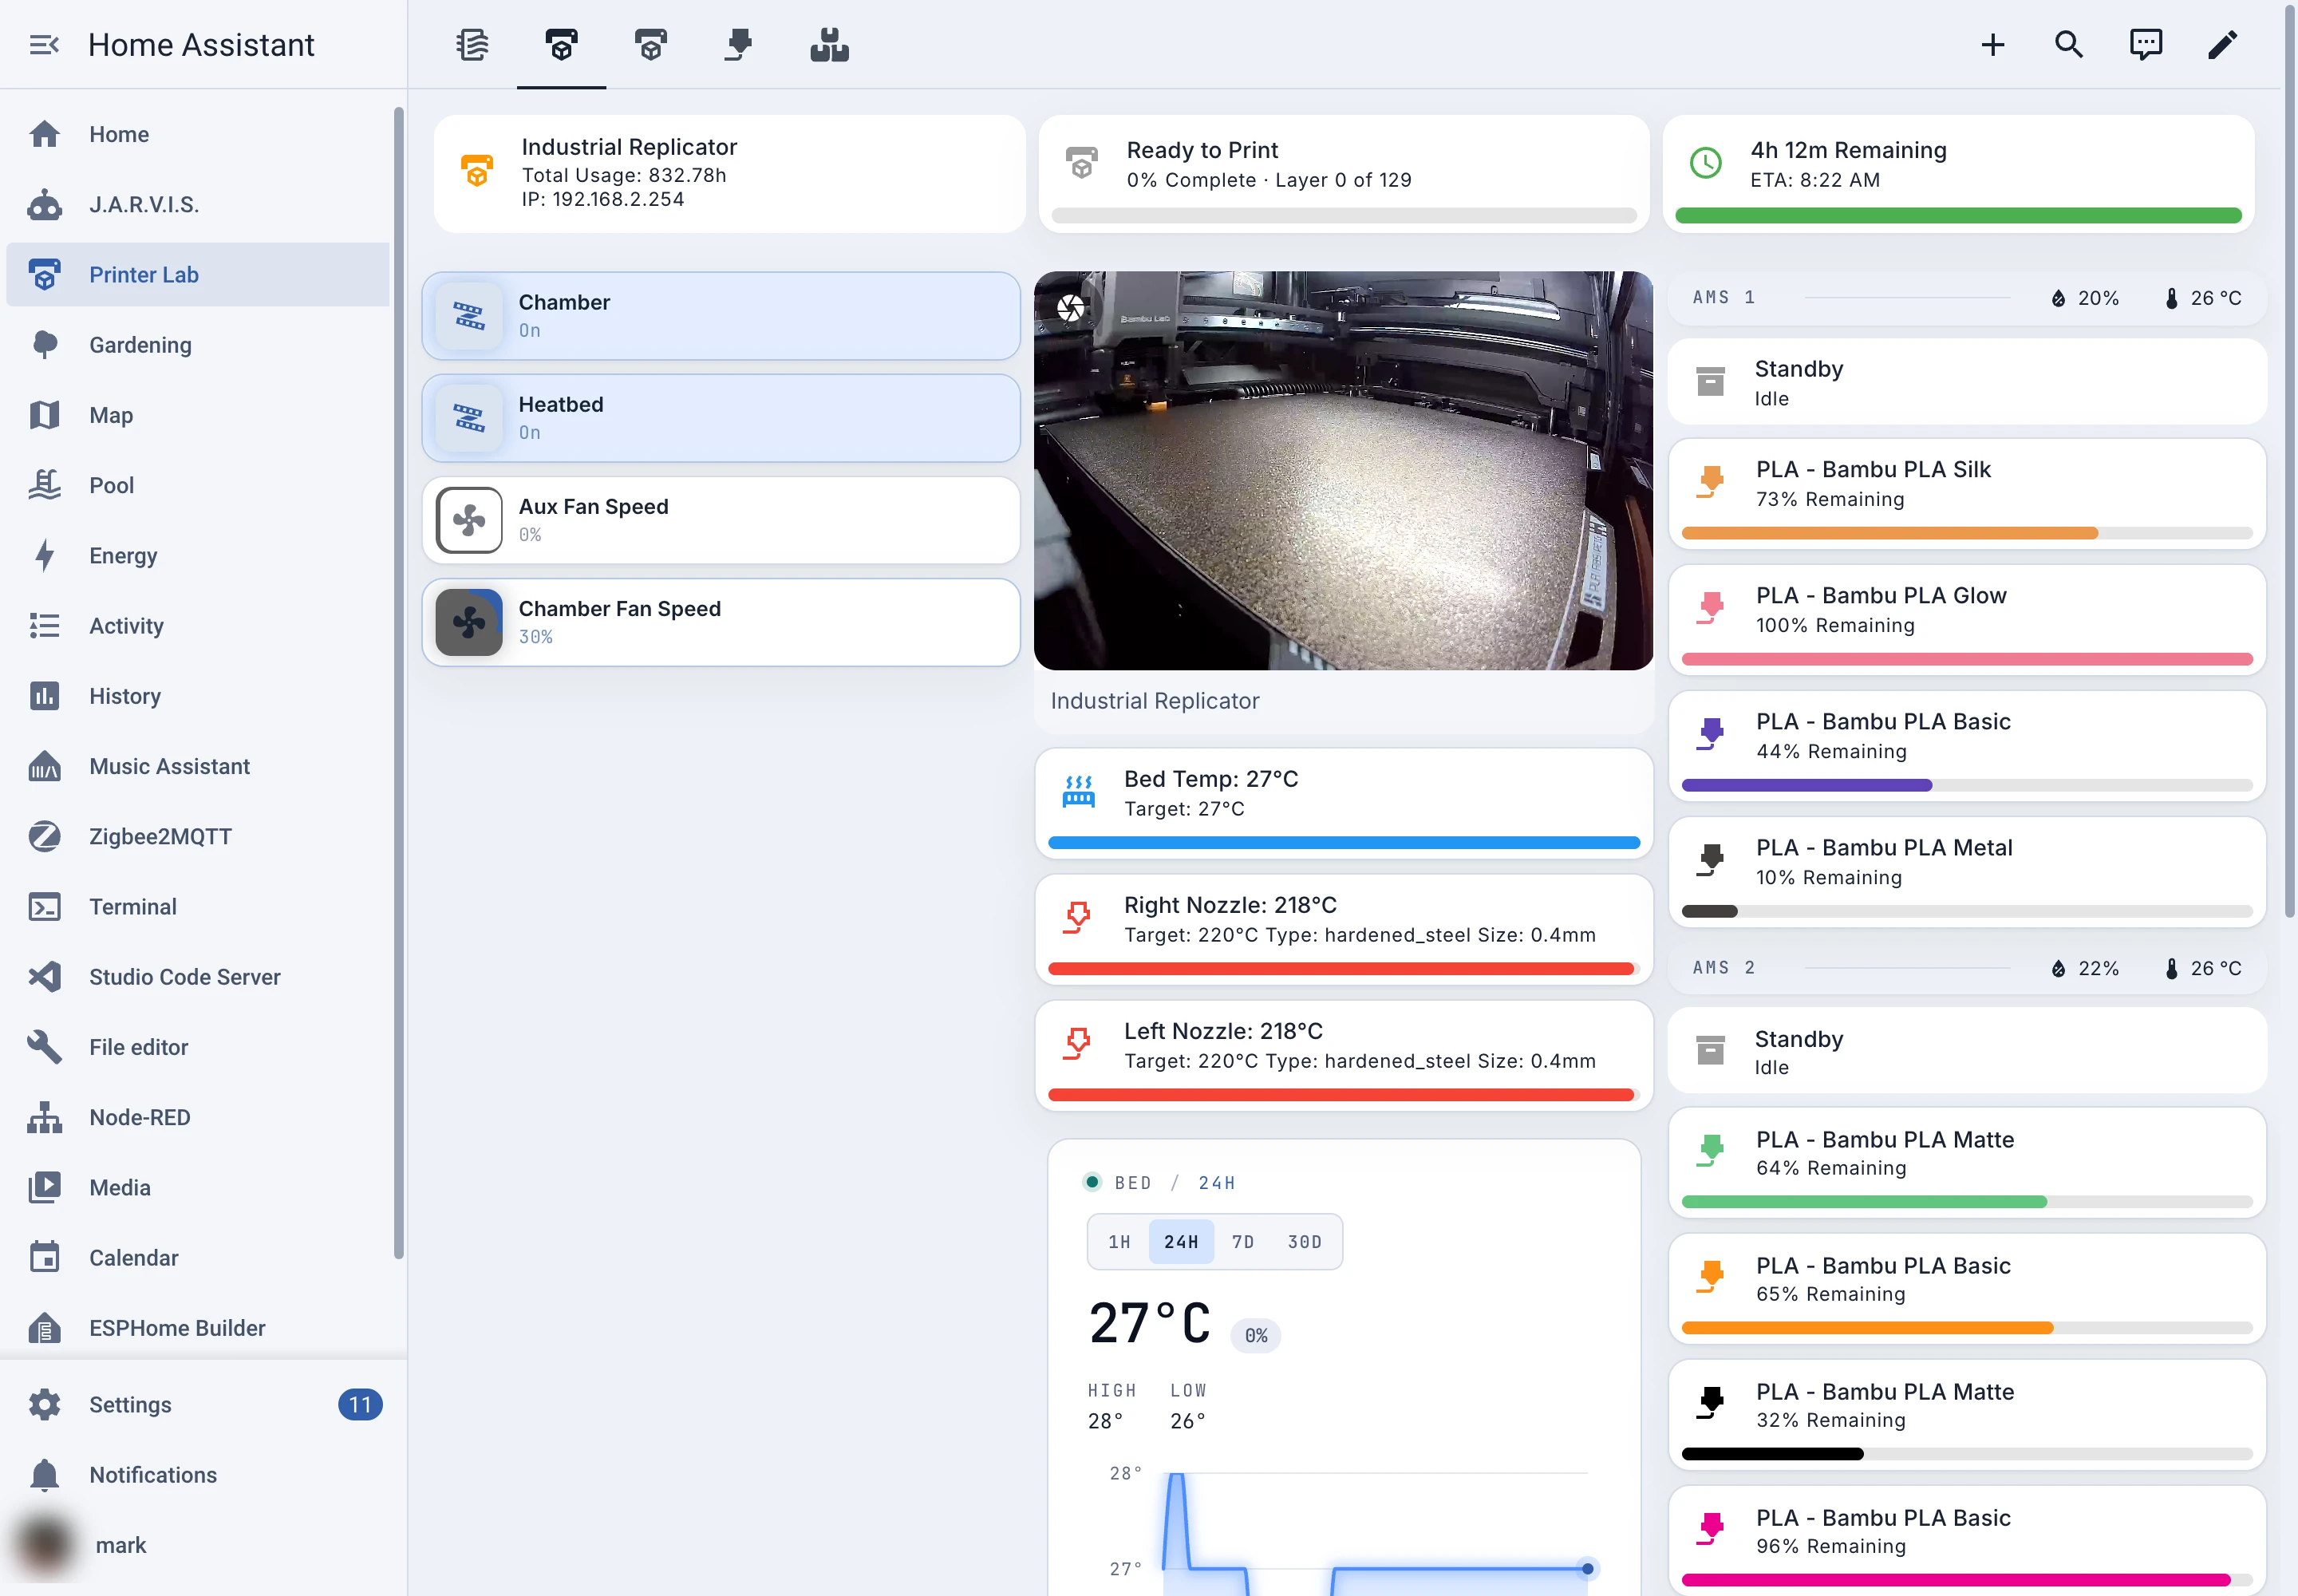 Home Assistant
Home
J.A.R.V.I.S.
Printer Lab
Gardening
Map
Pool
Energy
Activity
History
Music Assistant
Zigbee2MQTT
Terminal
Studio Code Server
File editor
Node-RED
Media
Calendar
ESPHome Builder
Settings
11
Notifications
mark
Industrial Replicator
Total Usage: 832.78h
IP: 192.168.2.254
Ready to Print
0% Complete · Layer 0 of 129
4h 12m Remaining
ETA: 8:22 AM
Chamber
On
Heatbed
On
Aux Fan Speed
0%
Chamber Fan Speed
30%
Bambu Lab
Industrial Replicator
Bed Temp: 27°C
Target: 27°C
Right Nozzle: 218°C
Target: 220°C Type: hardened_steel Size: 0.4mm
Left Nozzle: 218°C
Target: 220°C Type: hardened_steel Size: 0.4mm
BED / 24H
1H 24H 7D 30D
27°C 0%
HIGH LOW
28° 26°
28°
27°
AMS 1 20% 26 °C
Standby
Idle
PLA - Bambu PLA Silk
73% Remaining
PLA - Bambu PLA Glow
100% Remaining
PLA - Bambu PLA Basic
44% Remaining
PLA - Bambu PLA Metal
10% Remaining
AMS 2 22% 26 °C
Standby
Idle
PLA - Bambu PLA Matte
64% Remaining
PLA - Bambu PLA Basic
65% Remaining
PLA - Bambu PLA Matte
32% Remaining
PLA - Bambu PLA Basic
96% Remaining